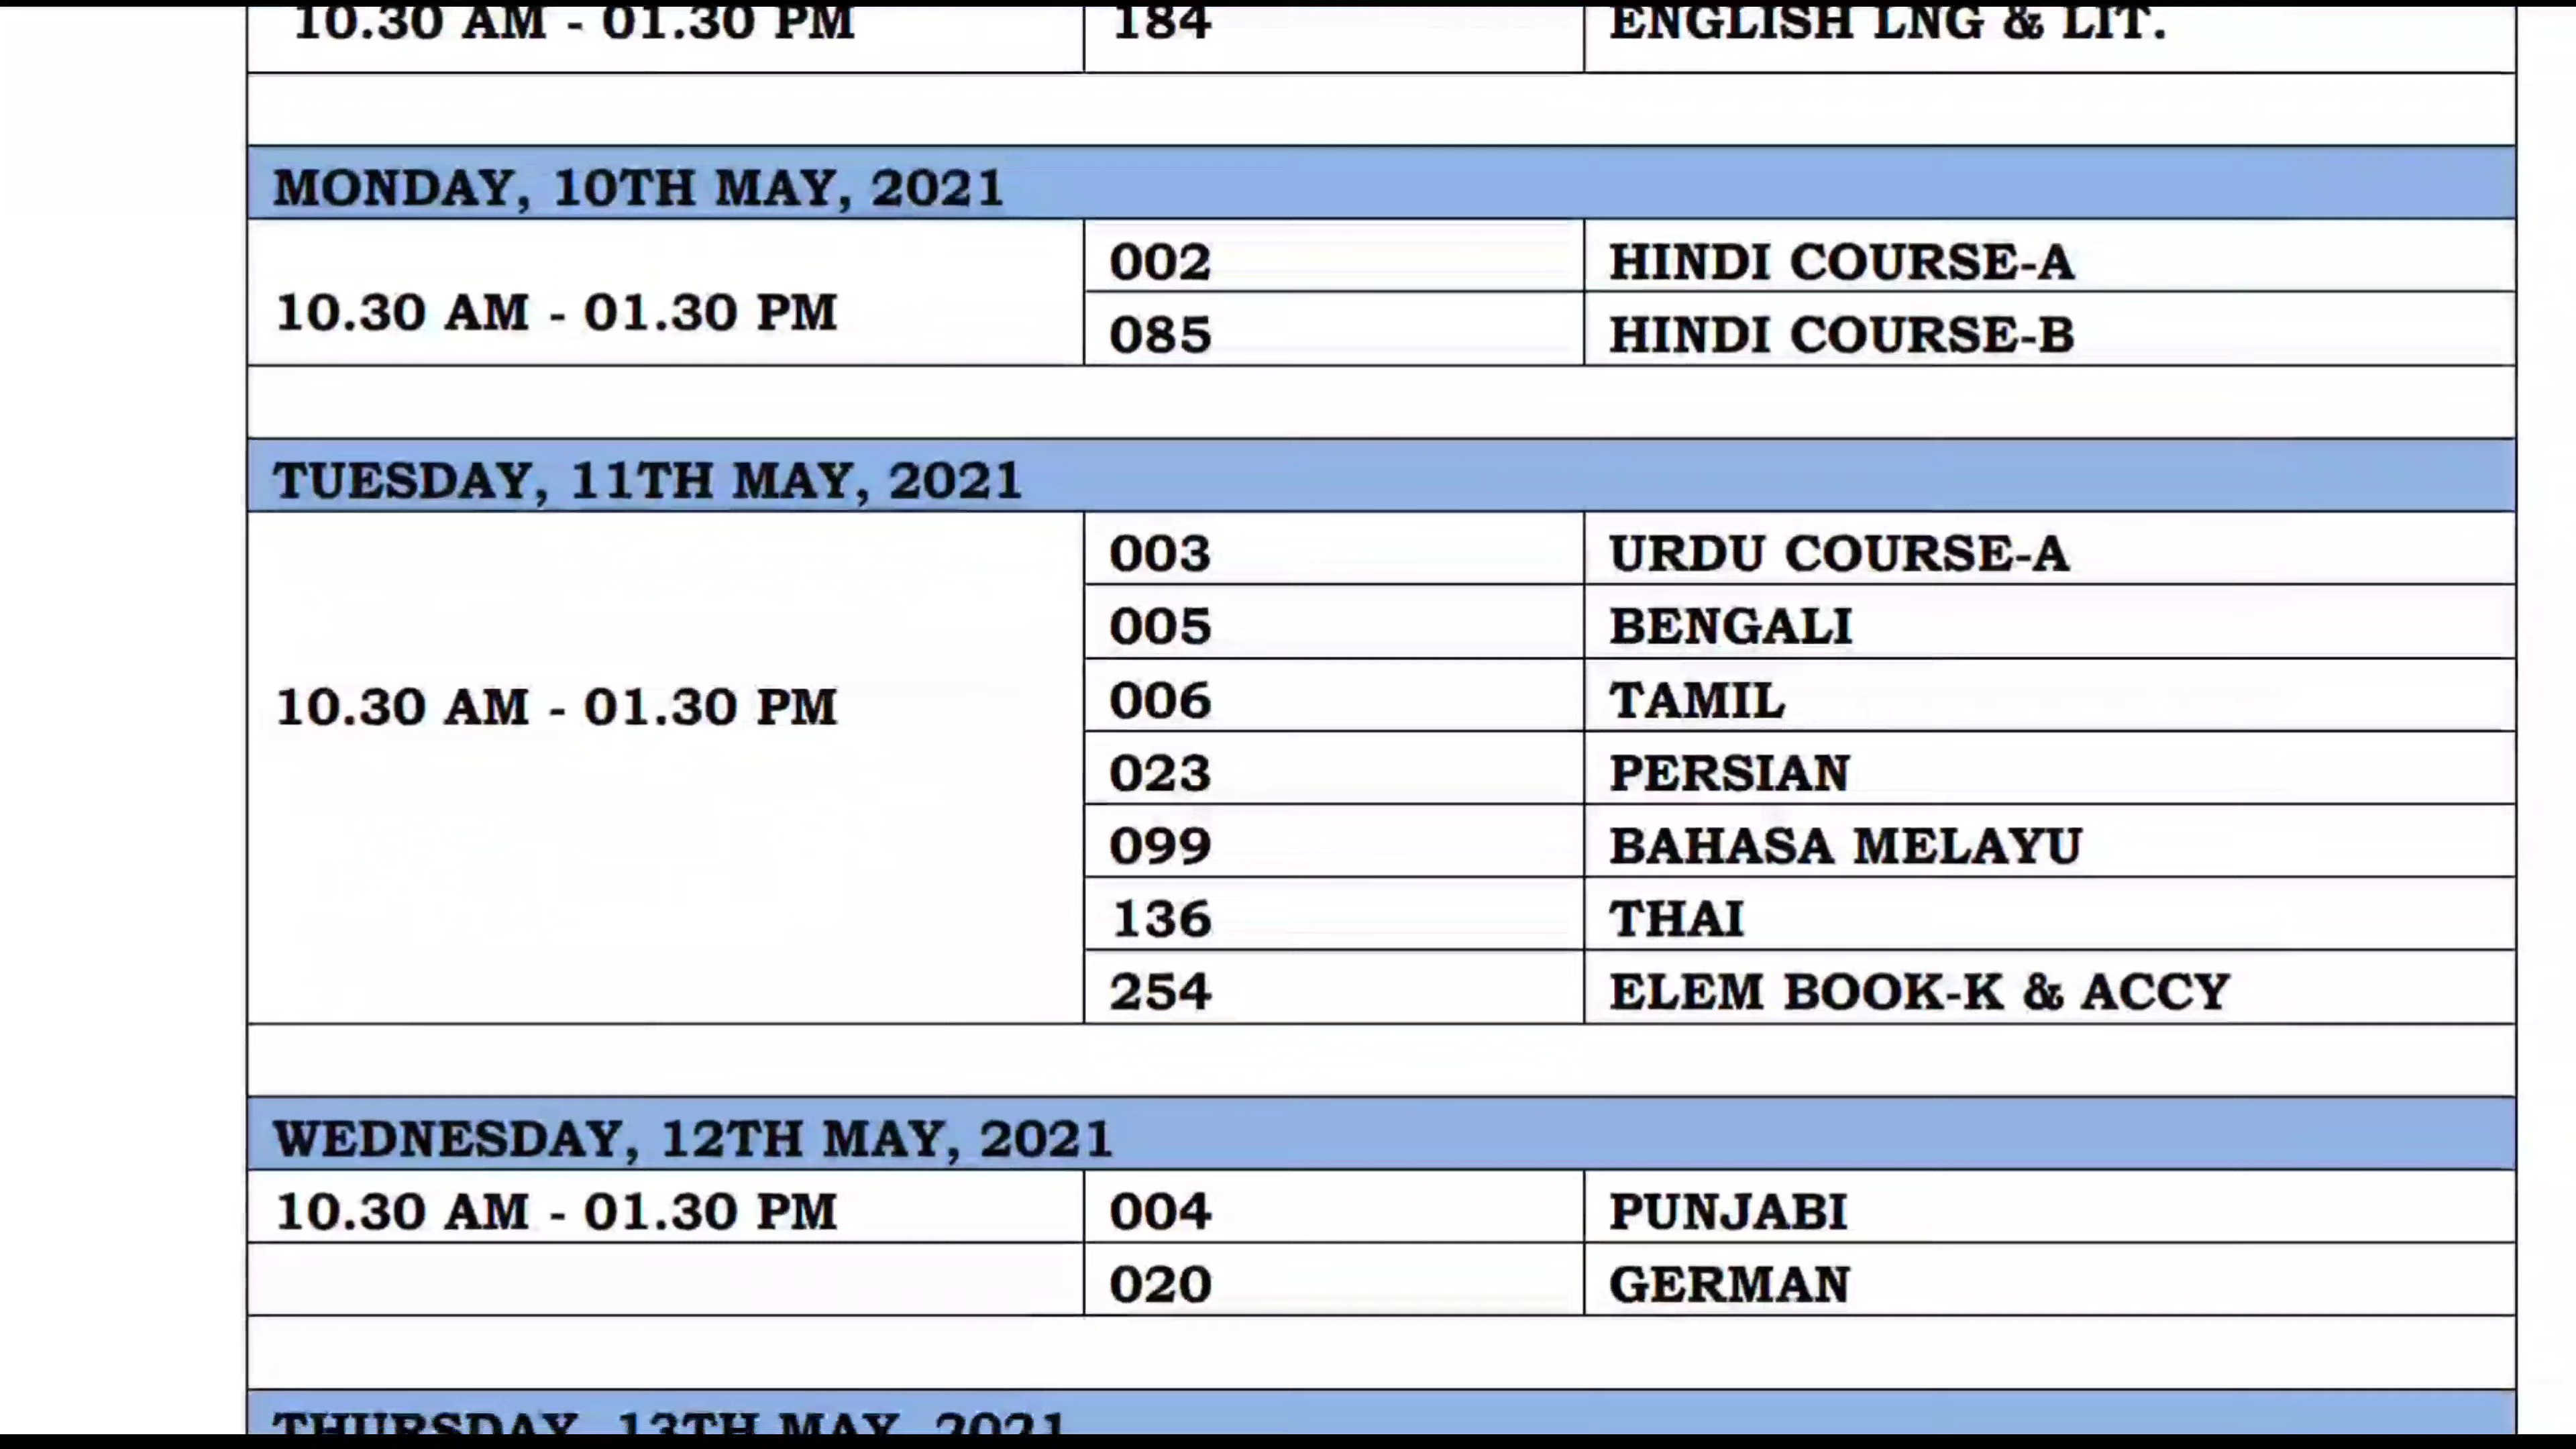 10.30 AM - 01.30 PM 184 ENGLISH LNG & LIT.
MONDAY, 10TH MAY, 2021
002 HINDI COURSE-A
10.30 AM - 01.30 PM
085 HINDI COURSE-B
TUESDAY, 11TH MAY, 2021
003 URDU COURSE-A
005 BENGALI
10.30 AM - 01.30 PM 006 TAMIL
023 PERSIAN
099 BAHASA MELAYU
136 THAI
254 ELEM BOOK-K & ACCY
WEDNESDAY, 12TH MAY, 2021
10.30 AM - 01.30 PM 004 PUNJABI
020 GERMAN
THURSDAY, 13TH MAY, 2021